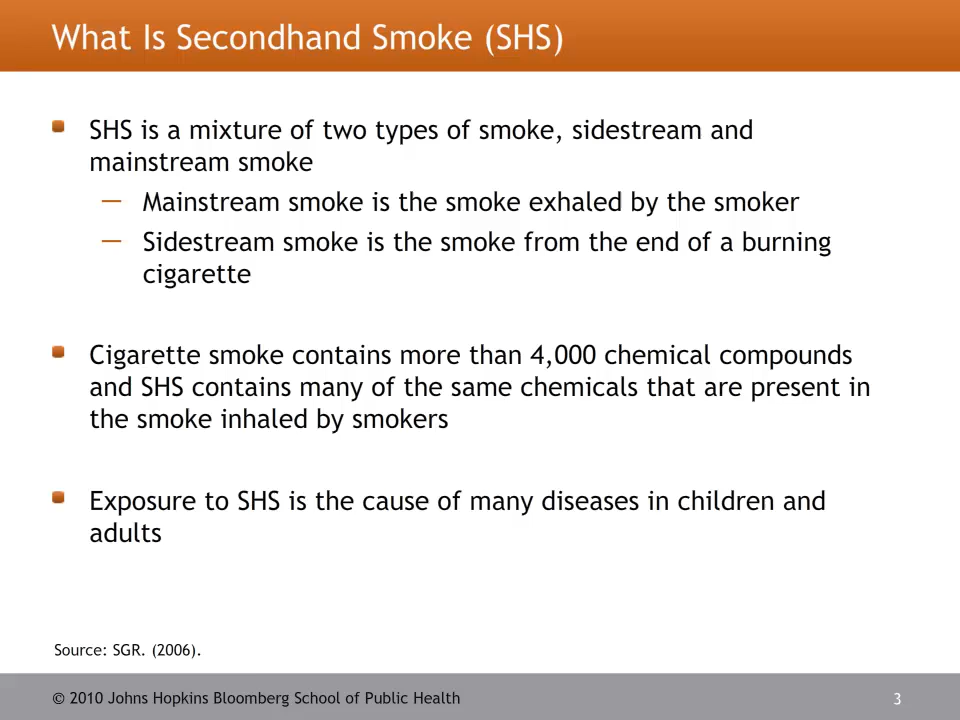 What Is Secondhand Smoke (SHS)
SHS is a mixture of two types of smoke, sidestream and
mainstream smoke
— Mainstream smoke is the smoke exhaled by the smoker
— Sidestream smoke is the smoke from the end of a burning
cigarette
Cigarette smoke contains more than 4,000 chemical compounds
and SHS contains many of the same chemicals that are present in
the smoke inhaled by smokers
Exposure to SHS is the cause of many diseases in children and
adults
Source: SGR. (2006).
© 2010 Johns Hopkins Bloomberg School of Public Health
3